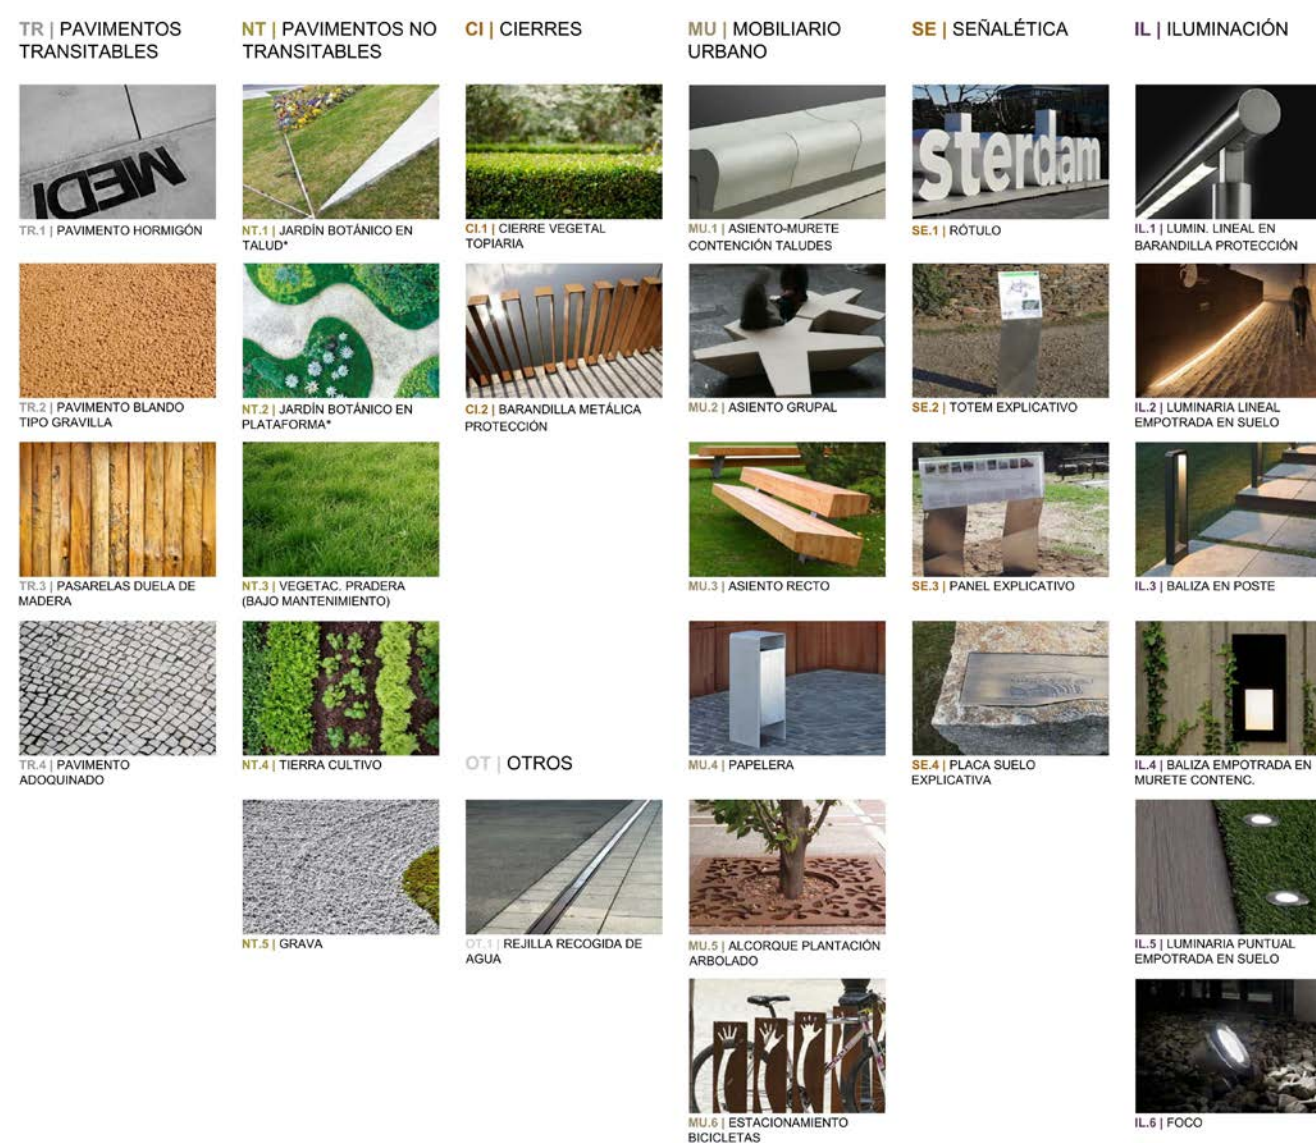 TR | PAVIMENTOS
TRANSITABLES
MEDI
TR.1 | PAVIMENTO HORMIGÓN
TR.2 | PAVIMENTO BLANDO
TIPO GRAVILLA
TR.3 | PASARELAS DUELA DE
MADERA
TR.4 | PAVIMENTO
ADOQUINADO
NT | PAVIMENTOS NO
TRANSITABLES
NT.1 | JARDÍN BOTÁNICO EN
TALUD*
NT.2 | JARDÍN BOTÁNICO EN
PLATAFORMA*
NT.3 | VEGETAC. PRADERA
(BAJO MANTENIMIENTO)
NT.4 | TIERRA CULTIVO
NT.5 | GRAVA
CI | CIERRES
CI.1 | CIERRE VEGETAL
TOPIARIA
CI.2 | BARANDILLA METÁLICA
PROTECCIÓN
OT | OTROS
OT.1 | REJILLA RECOGIDA DE
AGUA
MU | MOBILIARIO
URBANO
MU.1 | ASIENTO-MURETE
CONTENCIÓN TALUDES
MU.2 | ASIENTO GRUPAL
MU.3 | ASIENTO RECTO
MU.4 | PAPELERA
MU.5 | ALCORQUE PLANTACIÓN
ARBOLADO
MU.6 | ESTACIONAMIENTO
BICICLETAS
SE | SEÑALÉTICA
sterdam
SE.1 | RÓTULO
SE.2 | TOTEM EXPLICATIVO
SE.3 | PANEL EXPLICATIVO
SE.4 | PLACA SUELO
EXPLICATIVA
IL | ILUMINACIÓN
IL.1 | LUMIN. LINEAL EN
BARANDILLA PROTECCIÓN
IL.2 | LUMINARIA LINEAL
EMPOTRADA EN SUELO
IL.3 | BALIZA EN POSTE
IL.4 | BALIZA EMPOTRADA EN
MURETE CONTENC.
IL.5 | LUMINARIA PUNTUAL
EMPOTRADA EN SUELO
IL.6 | FOCO